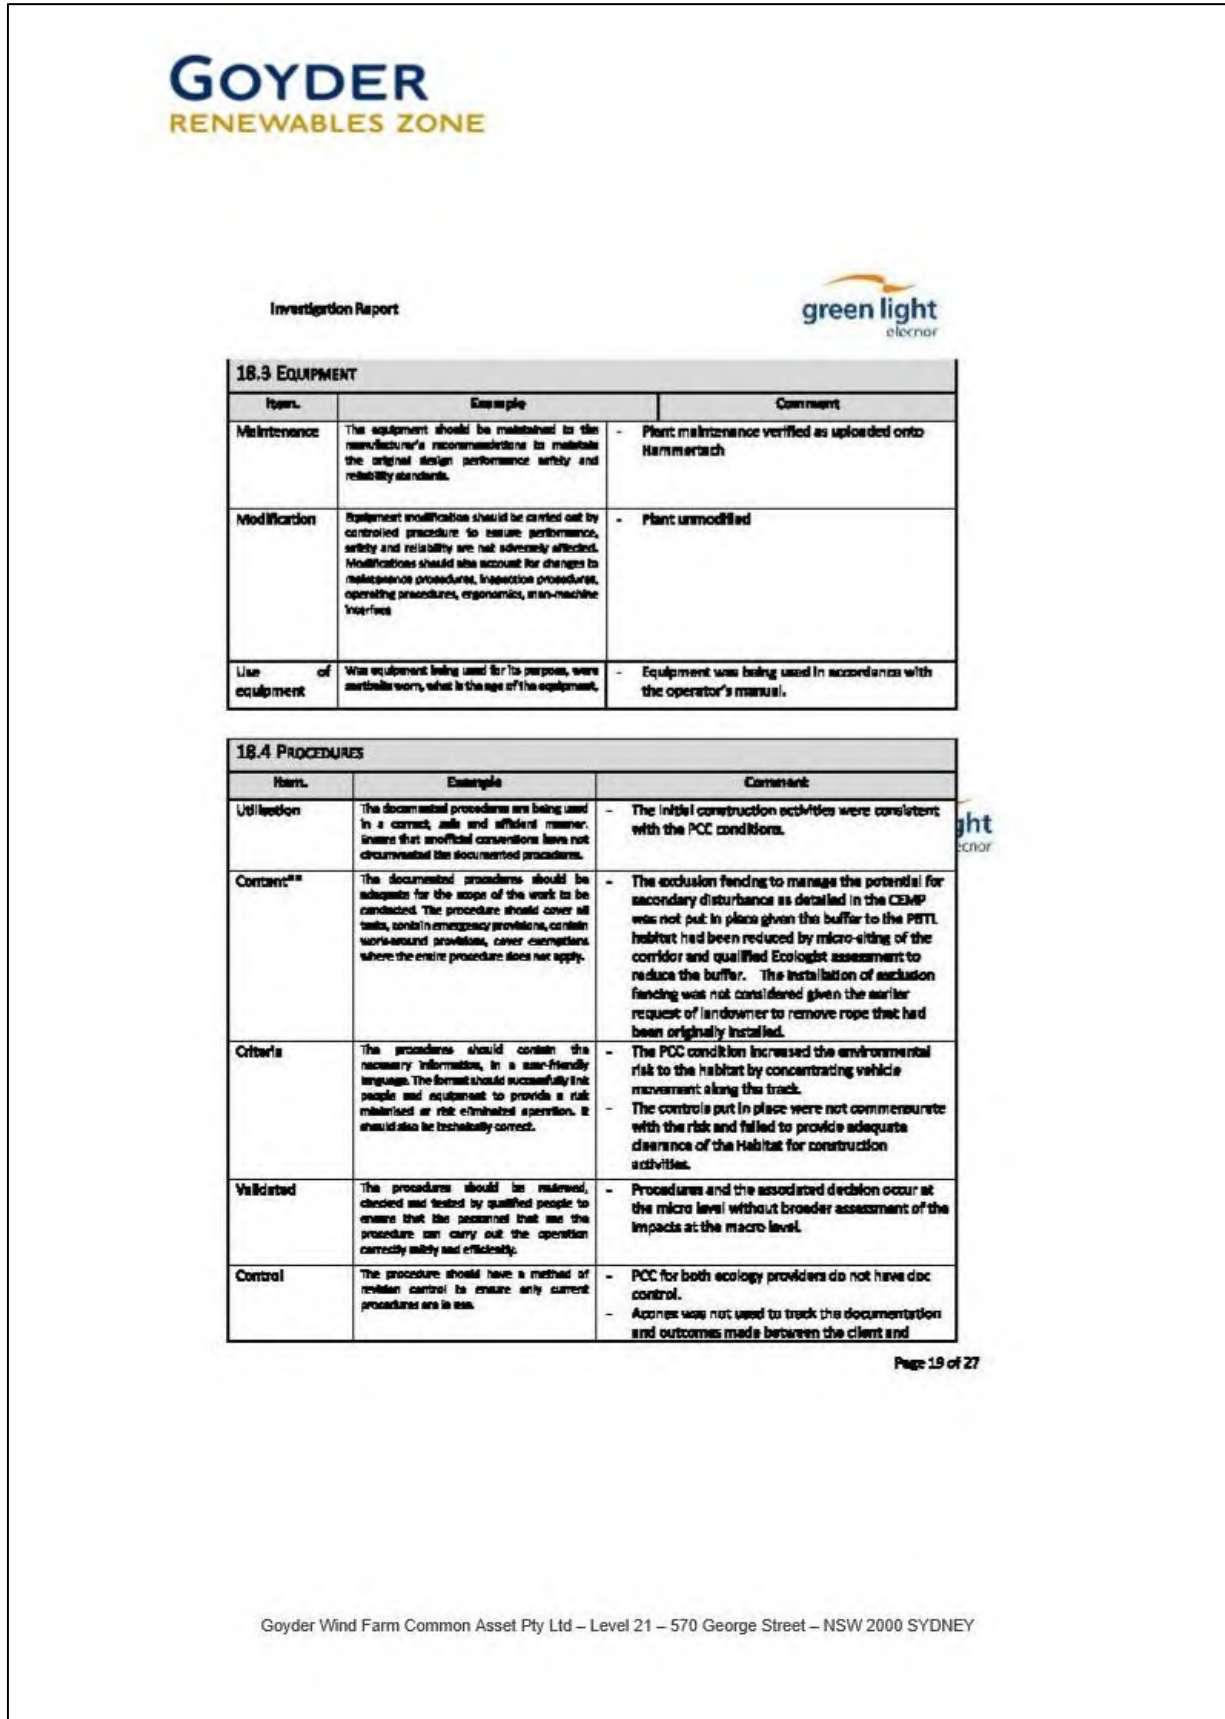 GOYDER
RENEWABLES ZONE
Investigation Report
green light
elecnor
18.3 EQUIPMENT
Item. Example Comment
Maintenance
The equipment should be maintained to the
manufacturer's recommendations to maintain
the original design performance safety and
reliability standards.
- Plant maintenance verified as uploaded onto
Hammertech
Modification
Equipment modification should be carried out by
controlled procedure to ensure performance,
safety and reliability are not adversely affected.
Modifications should also account for changes to
maintenance procedures, inspection procedures,
operating procedures, ergonomics, man-machine
interface
- Plant unmodified
Use of
equipment
Was equipment being used for its purpose, were
seatbelts worn, what is the age of the equipment,
- Equipment was being used in accordance with
the operator's manual.
18.4 PROCEDURES
Item. Example Comment
Utilisation
The documented procedures are being used
in a correct, safe and efficient manner.
Ensure that unofficial conventions have not
circumvented the documented procedures.
- The initial construction activities were consistent
with the PCC conditions.
ght
ecnor
Content**
The documented procedures should be
adequate for the scope of the work to be
conducted. The procedure should cover all
tasks, contain emergency provisions, contain
work-around provisions, cover exemptions
where the entire procedure does not apply.
- The exclusion fencing to manage the potential for
secondary disturbance as detailed in the CEMP
was not put in place given the buffer to the PBTL
habitat had been reduced by micro-siting of the
corridor and qualified Ecologist assessment to
reduce the buffer. The installation of exclusion
fencing was not considered given the earlier
request of landowner to remove rope that had
been originally installed.
Criteria
The procedures should contain the
necessary information, in a user-friendly
language. The format should successfully link
people and equipment to provide a risk
minimised or risk eliminated operation. It
should also be technically correct.
- The PCC condition increased the environmental
risk to the habitat by concentrating vehicle
movement along the track.
- The controls put in place were not commensurate
with the risk and failed to provide adequate
clearance of the Habitat for construction
activities.
Validated
The procedures should be reviewed,
checked and tested by qualified people to
ensure that the personnel that use the
procedure can carry out the operation
correctly safely and efficiently.
- Procedures and the associated decision occur at
the micro level without broader assessment of the
impacts at the macro level.
Control
The procedure should have a method of
revision control to ensure only current
procedures are in use.
- PCC for both ecology providers do not have doc
control.
- Aconex was not used to track the documentation
and outcomes made between the client and
Page 19 of 27
Goyder Wind Farm Common Asset Pty Ltd – Level 21 – 570 George Street – NSW 2000 SYDNEY